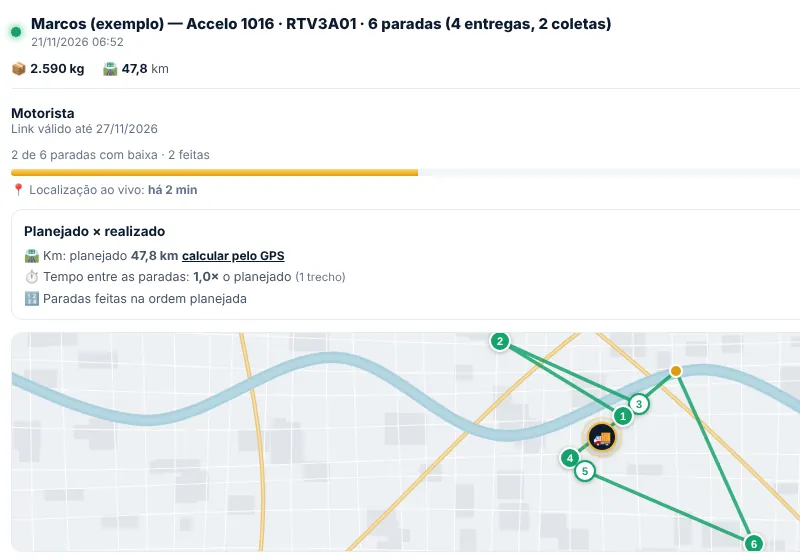 Marcos (exemplo) — Accelo 1016 · RTV3A01 · 6 paradas (4 entregas, 2 coletas)
21/11/2026 06:52
2.590 kg 47,8 km
Motorista
Link válido até 27/11/2026
2 de 6 paradas com baixa · 2 feitas
Localização ao vivo: há 2 min
Planejado × realizado
Km: planejado 47,8 km calcular pelo GPS
Tempo entre as paradas: 1,0× o planejado (1 trecho)
Paradas feitas na ordem planejada
2
3
1
4
5
6